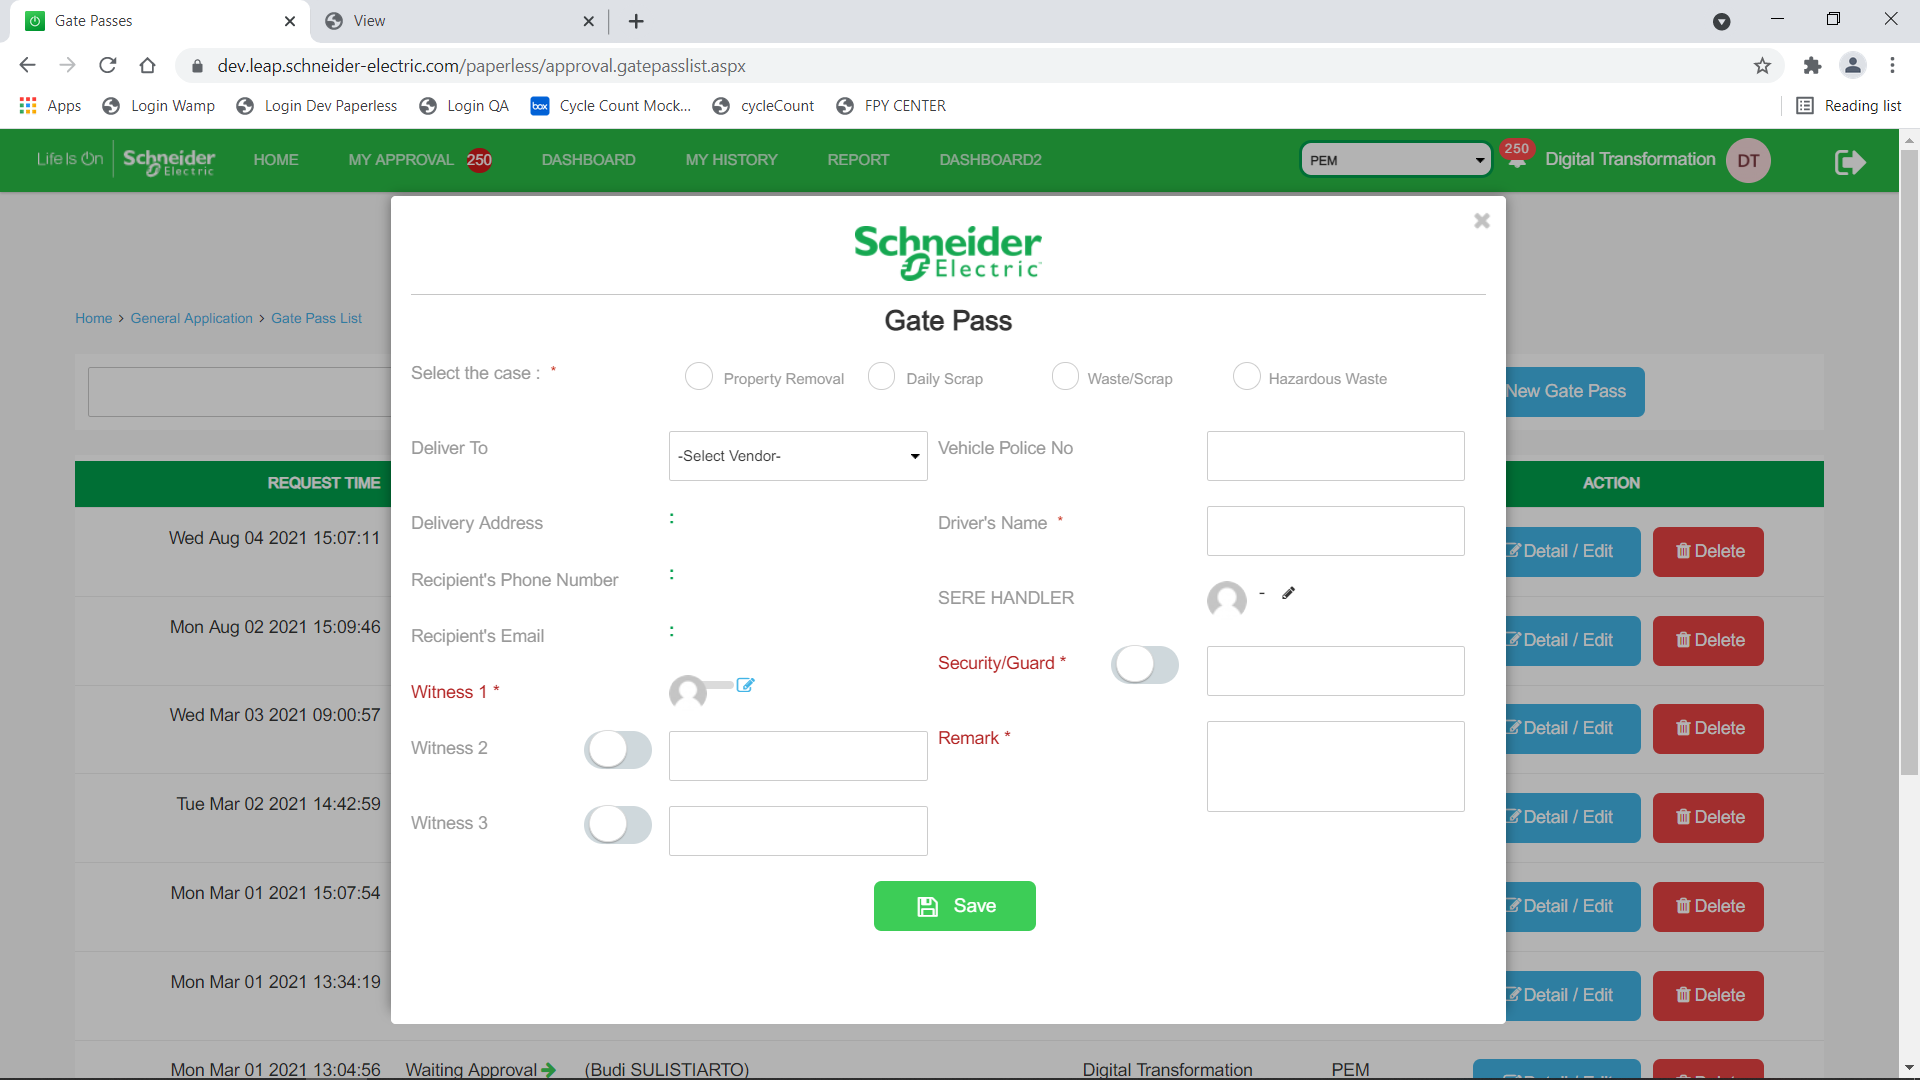 Gate Passes
View
dev.leap.schneider-electric.com/paperless/approval.gatepasslist.aspx
Apps
Login Wamp
Login Dev Paperless
Login QA
box
Cycle Count Mock...
cycleCount
FPY CENTER
Reading list
Life Is On
Schneider Electric
HOME
MY APPROVAL 250
DASHBOARD
MY HISTORY
REPORT
DASHBOARD2
PEM
250
Digital Transformation
DT
Schneider
Electric
Home > General Application > Gate Pass List
Gate Pass
Select the case : *
Property Removal
Daily Scrap
Waste/Scrap
Hazardous Waste
New Gate Pass
Deliver To
-Select Vendor-
Vehicle Police No
REQUEST TIME
ACTION
Delivery Address :
Driver's Name *
Wed Aug 04 2021 15:07:11
Detail / Edit
Delete
Recipient's Phone Number :
SERE HANDLER
-
Mon Aug 02 2021 15:09:46
Recipient's Email :
Detail / Edit
Delete
Security/Guard *
Witness 1 *
Wed Mar 03 2021 09:00:57
Detail / Edit
Delete
Remark *
Witness 2
Tue Mar 02 2021 14:42:59
Witness 3
Detail / Edit
Delete
Mon Mar 01 2021 15:07:54
Save
Detail / Edit
Delete
Mon Mar 01 2021 13:34:19
Detail / Edit
Delete
Mon Mar 01 2021 13:04:56
Waiting Approval
(Budi SULISTIARTO)
Digital Transformation
PEM